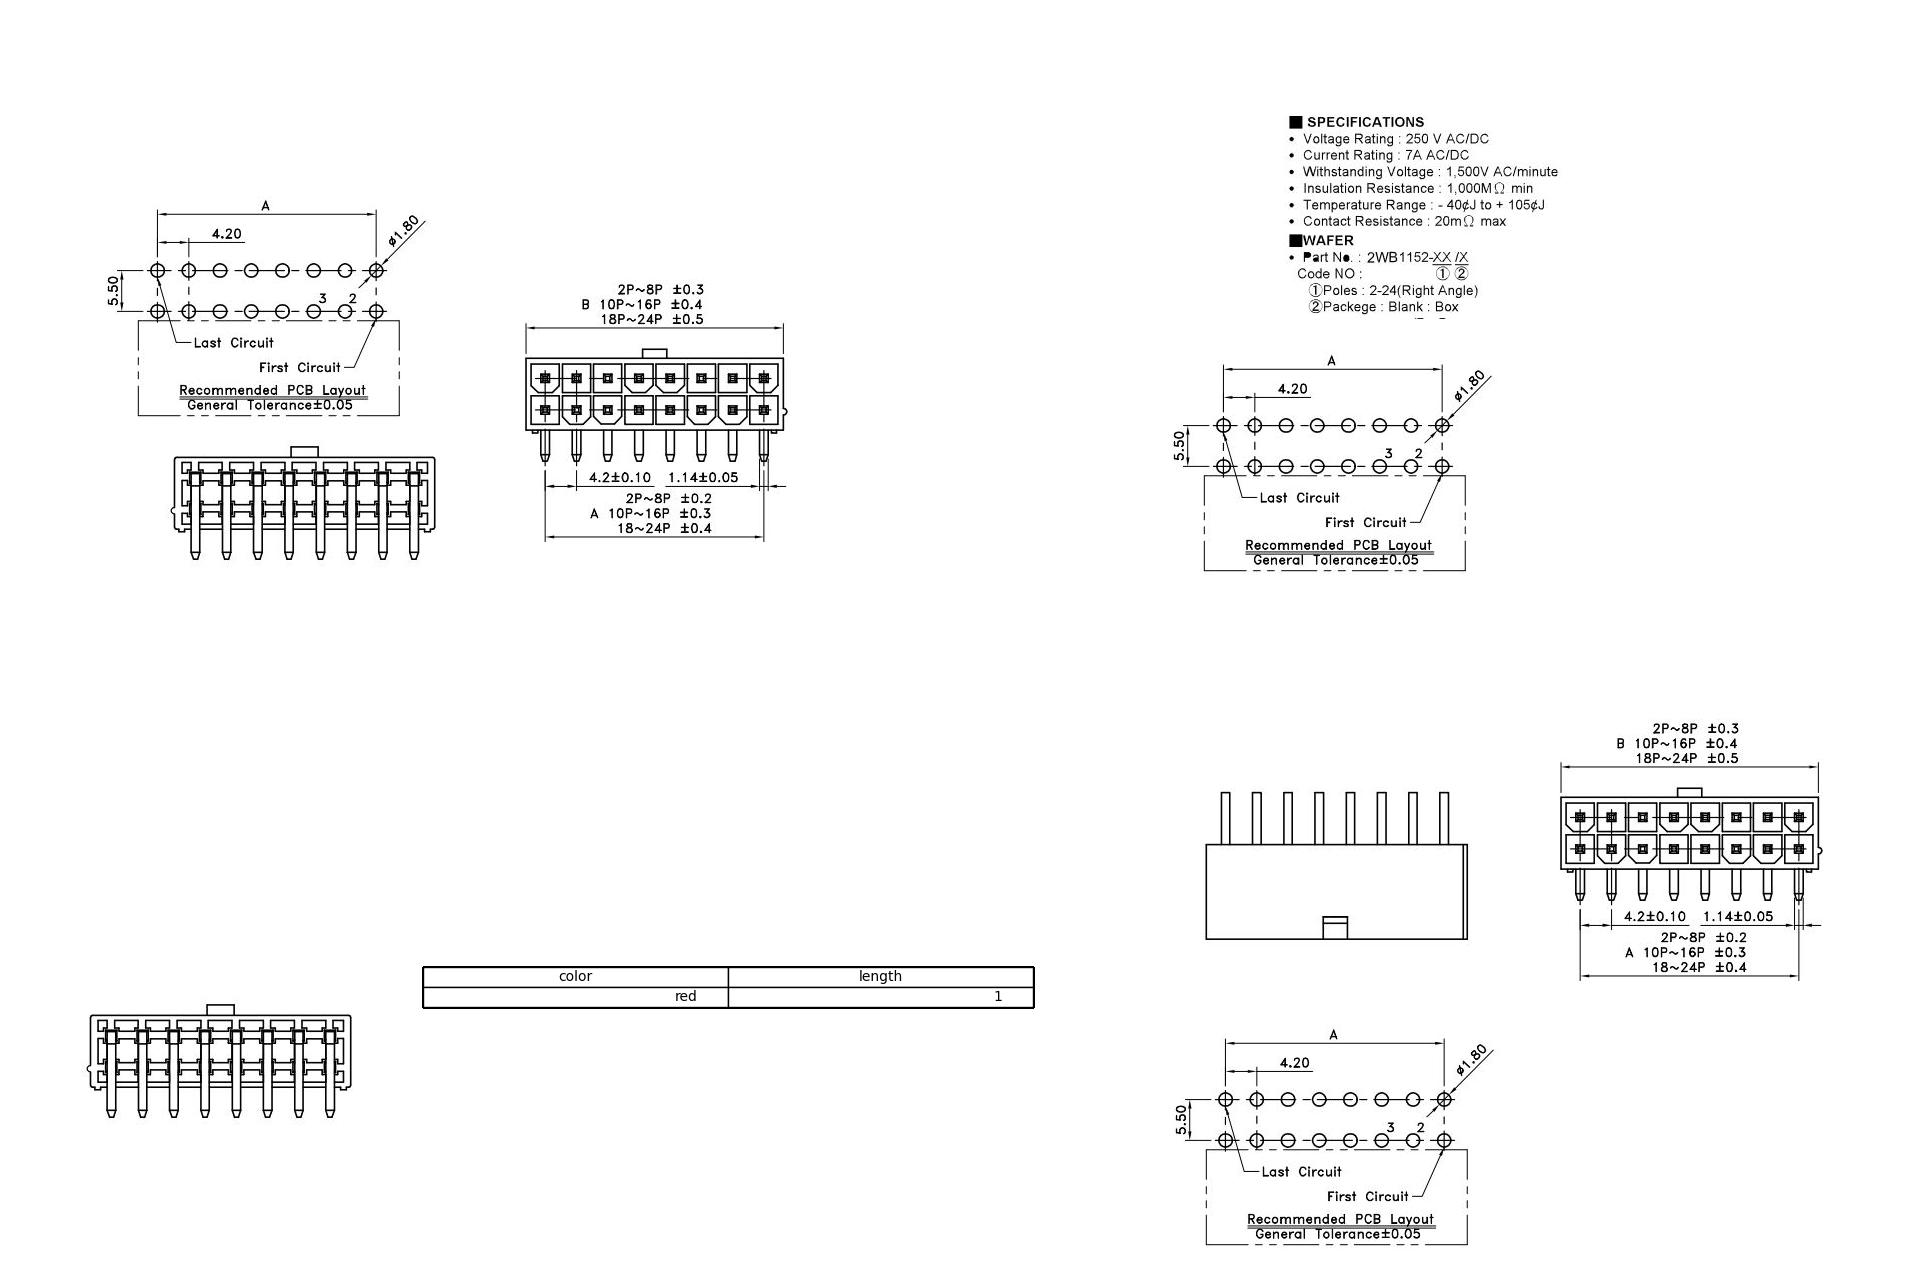 ■ SPECIFICATIONS
• Voltage Rating : 250 V AC/DC
• Current Rating : 7A AC/DC
• Withstanding Voltage : 1,500V AC/minute
• Insulation Resistance : 1,000MΩ min
• Temperature Range : - 40¢J to + 105¢J
• Contact Resistance : 20mΩ max
■WAFER
• Part No. : 2WB1152-XX /X
Code NO : ① ②
①Poles : 2-24(Right Angle)
②Packege : Blank : Box
A
4.20
ø1.80
5.50
3 2
Last Circuit
First Circuit
Recommended PCB Layout
General Tolerance±0.05
2P~8P ±0.3
B 10P~16P ±0.4
18P~24P ±0.5
4.2±0.10 1.14±0.05
2P~8P ±0.2
A 10P~16P ±0.3
18~24P ±0.4
A
4.20
ø1.80
5.50
3 2
Last Circuit
First Circuit
Recommended PCB Layout
General Tolerance±0.05
2P~8P ±0.3
B 10P~16P ±0.4
18P~24P ±0.5
4.2±0.10 1.14±0.05
2P~8P ±0.2
A 10P~16P ±0.3
18~24P ±0.4
color length
red 1
A
4.20
ø1.80
5.50
3 2
Last Circuit
First Circuit
Recommended PCB Layout
General Tolerance±0.05